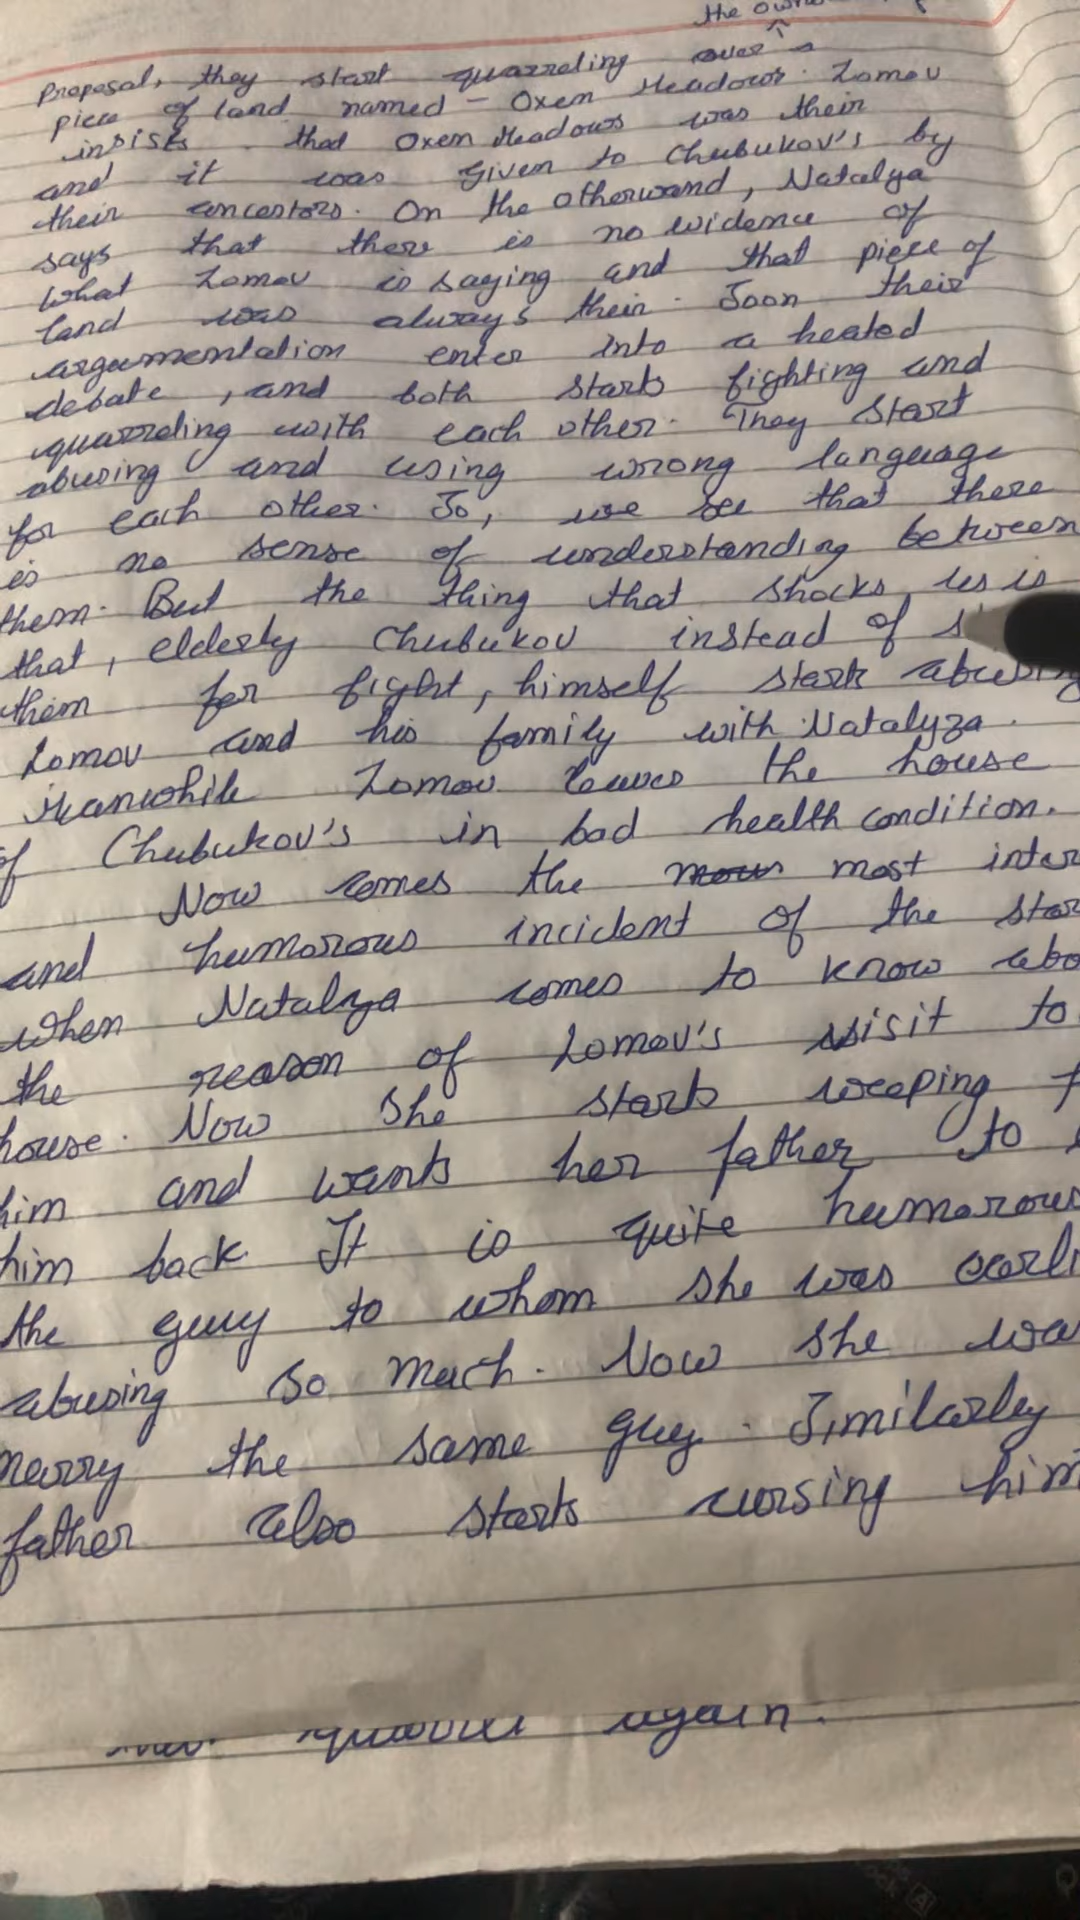 the
Proposal, they start quarreling over a
piece of land named - Oxen Meadows. Lomov
insists that Oxen Meadows was their
and it was given to Chubukov's by
their ancestors. On the otherwand, Natalya
says that there is no widence of
what Lomov is saying and that piece of
land was always their. Soon their
argumentation enter into a heated
debate, and both starts fighting and
quarreling with each other. They start
abusing and using wrong language
for each other. So, we see that there
is no sense of understanding between
them. But the thing that shocks us is
that, elderly Chubukov instead of
them for fight, himself starts abusing
Lomov and his family with Natalyza.
Meanwhile Lomov leaves the house
of Chubukov's in bad health condition.
Now comes the most inter
and humorous incident of the stor
when Natalya comes to know abo
the reason of Lomov's visit to
house. Now she starts weeping f
him and wants her father to
him back. It is quite humorous
the guy to whom she was earli
abusing so much. Now she wa
marry the same guy. Similarley
father also starts cursing him
again.